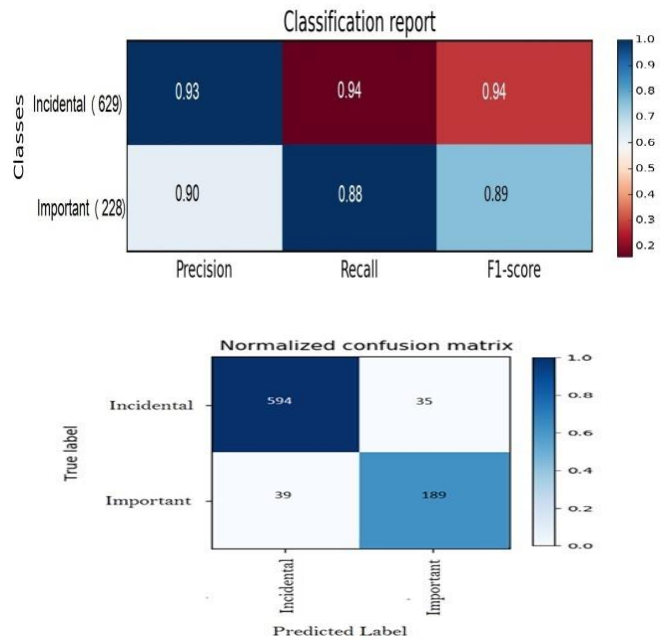 Classification report
Classes
Incidental ( 629)
0.93 0.94 0.94
Important ( 228)
0.90 0.88 0.89
Precision Recall F1-score
1.0
0.9
0.8
0.7
0.6
0.5
0.4
0.3
0.2
Normalized confusion matrix
True label
Incidental
594 35
Important
39 189
Incidental
Important
Predicted Label
1.0
0.8
0.6
0.4
0.2
0.0